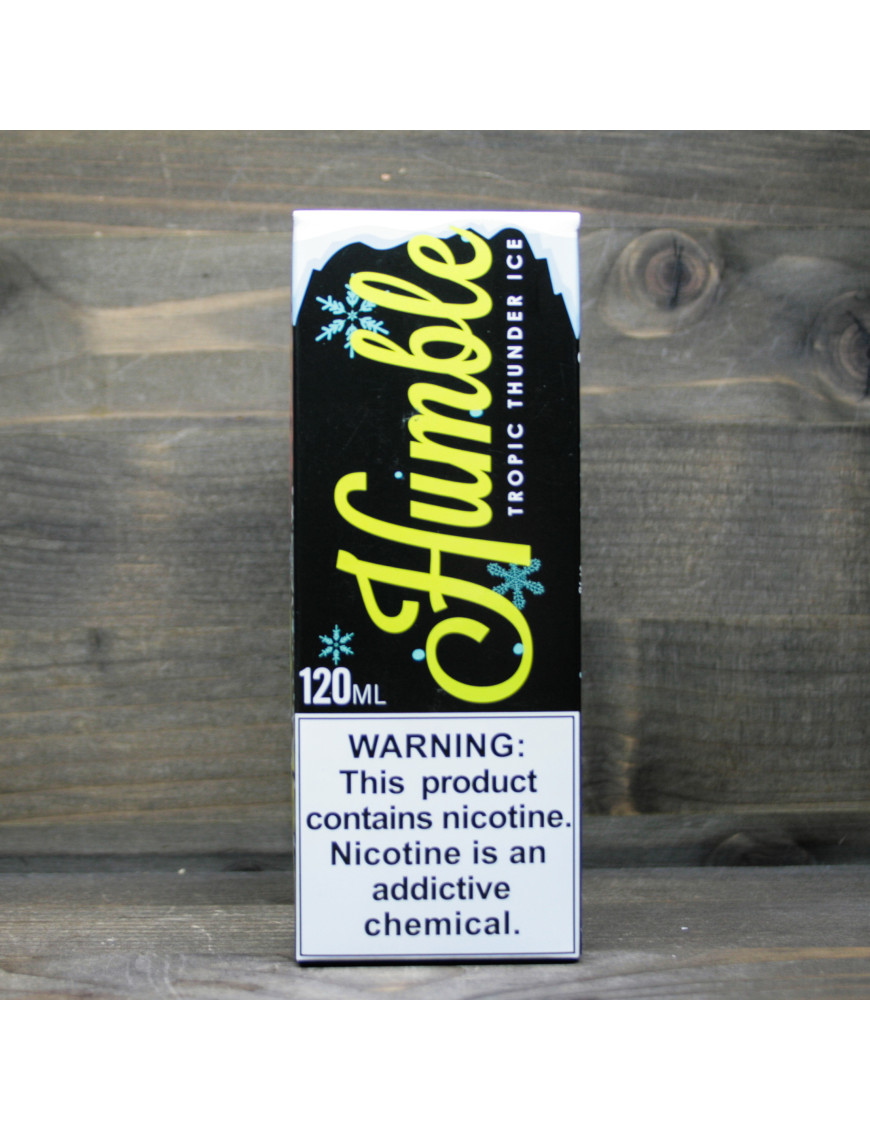 Humble
TROPIC THUNDER ICE
120ML
WARNING:
This product
contains nicotine.
Nicotine is an
addictive
chemical.